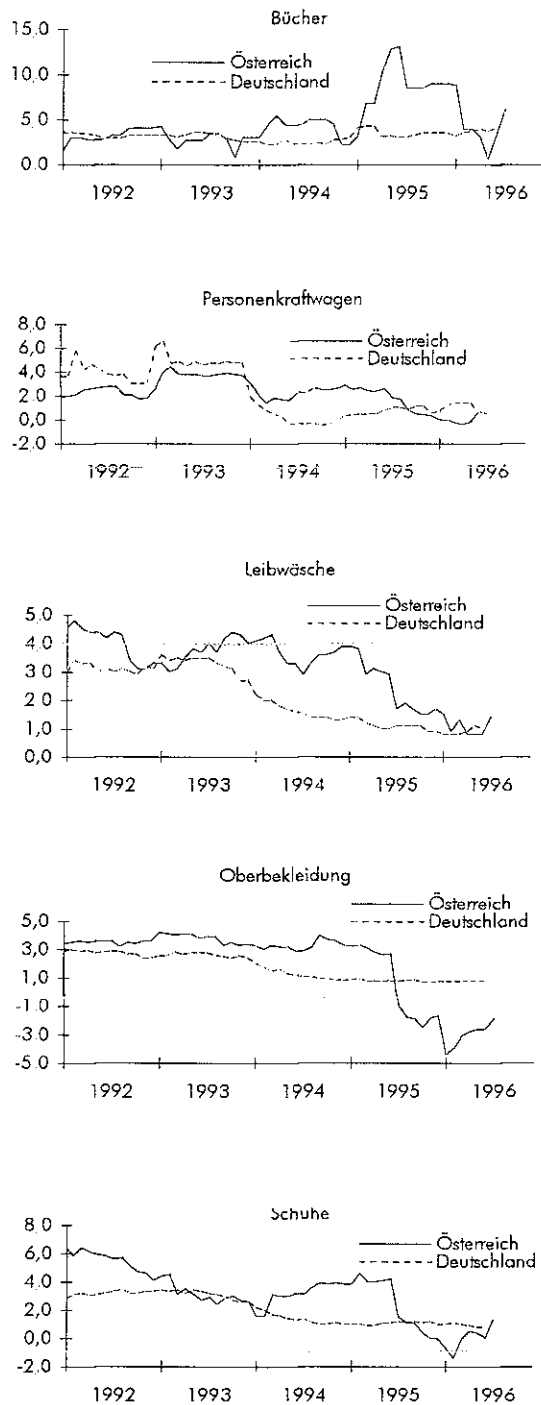 Bücher
15.0
Österreich
Deutschland
10.0
5.0
0.0
1992 1993 1994 1995 1996
Personenkraftwagen
8,0
Österreich
6,0
Deutschland
4,0
2,0
0,0
-2,0
1992 1993 1994 1995 1996
Leibwäsche
5,0
Österreich
4,0
Deutschland
3,0
2,0
1,0
0,0
1992 1993 1994 1995 1996
Oberbekleidung
5,0
Österreich
3,0
Deutschland
1,0
-1.0
-3.0
-5.0
1992 1993 1994 1995 1996
Schuhe
8,0
Österreich
6,0
Deutschland
4,0
2,0
0,0
-2,0
1992 1993 1994 1995 1996